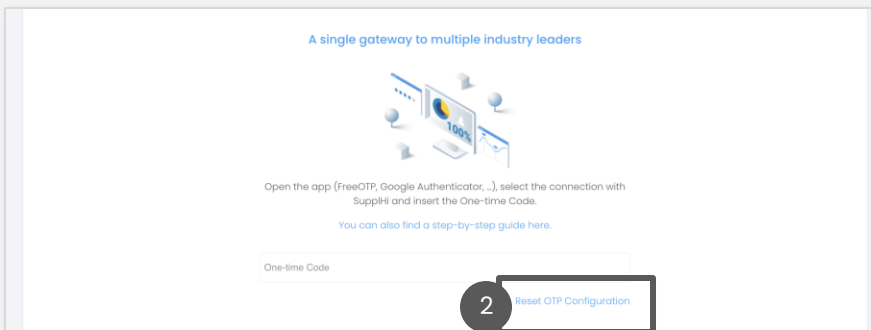 A single gateway to multiple industry leaders
100%
Open the app (FreeOTP, Google Authenticator, ...), select the connection with
SupplHi and insert the One-time Code.
You can also find a step-by-step guide here.
One-time Code
2
Reset OTP Configuration